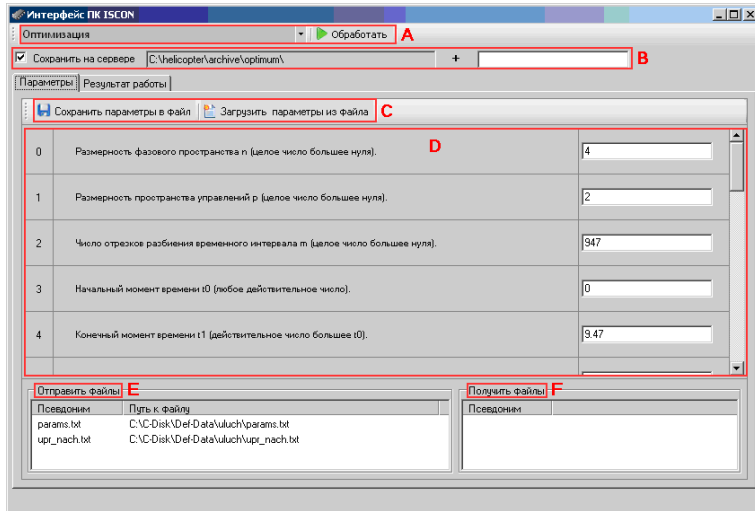 Интерфейс ПК ISCON
Оптимизация Обработать A
Сохранить на сервере C:\helicopter\archive\optimum\ + B
Параметры Результат работы
Сохранить параметры в файл Загрузить параметры из файла C
D
0 Размерность фазового пространства n (целое число большее нуля). 4
1 Размерность пространства управлений p (целое число большее нуля). 2
2 Число отрезков разбиения временного интервала m (целое число большее нуля). 947
3 Начальный момент времени t0 (любое действительное число). 0
4 Конечный момент времени t1 (действительное число большее t0). 9.47
Отправить файлы E Получить файлы F
Псевдоним Путь к файлу Псевдоним
params.txt C:\C-Disk\Def-Data\uluch\params.txt
upr_nach.txt C:\C-Disk\Def-Data\uluch\upr_nach.txt